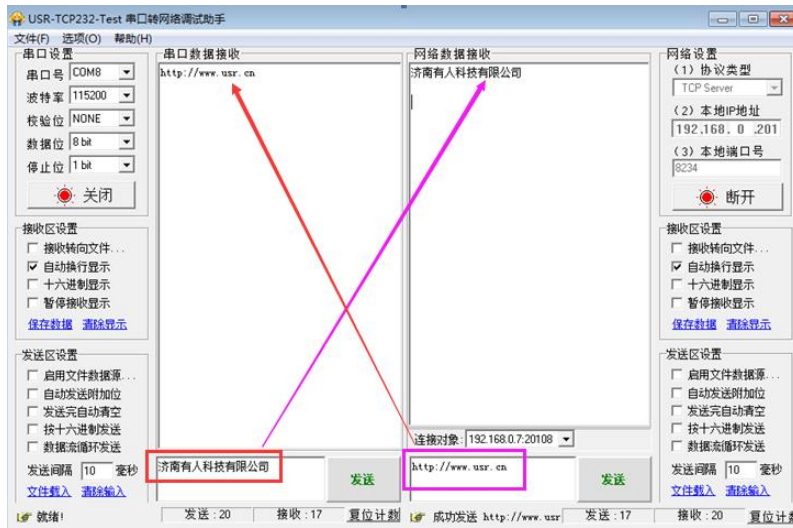 USR-TCP232-Test 串口转网络调试助手
文件(F) 选项(O) 帮助(H)
串口设置
串口号 COM8
波特率 115200
校验位 NONE
数据位 8 bit
停止位 1 bit
关闭
接收区设置
接收转向文件...
自动换行显示
十六进制显示
暂停接收显示
保存数据 清除显示
发送区设置
启用文件数据源...
自动发送附加位
发送完自动清空
按十六进制发送
数据流循环发送
发送间隔 10 毫秒
文件载入 清除输入
就绪!
串口数据接收
http://www.usr.cn
济南有人科技有限公司
发送
发送:20 接收:17 复位计数
网络数据接收
济南有人科技有限公司
连接对象: 192.168.0.7:20108
http://www.usr.cn
发送
成功发送 http://www.usr 发送:17 接收:20 复位计数
网络设置
(1) 协议类型
TCP Server
(2) 本地IP地址
192.168. 0 .201
(3) 本地端口号
8234
断开
接收区设置
接收转向文件...
自动换行显示
十六进制显示
暂停接收显示
保存数据 清除显示
发送区设置
启用文件数据源...
自动发送附加位
发送完自动清空
按十六进制发送
数据流循环发送
发送间隔 10 毫秒
文件载入 清除输入